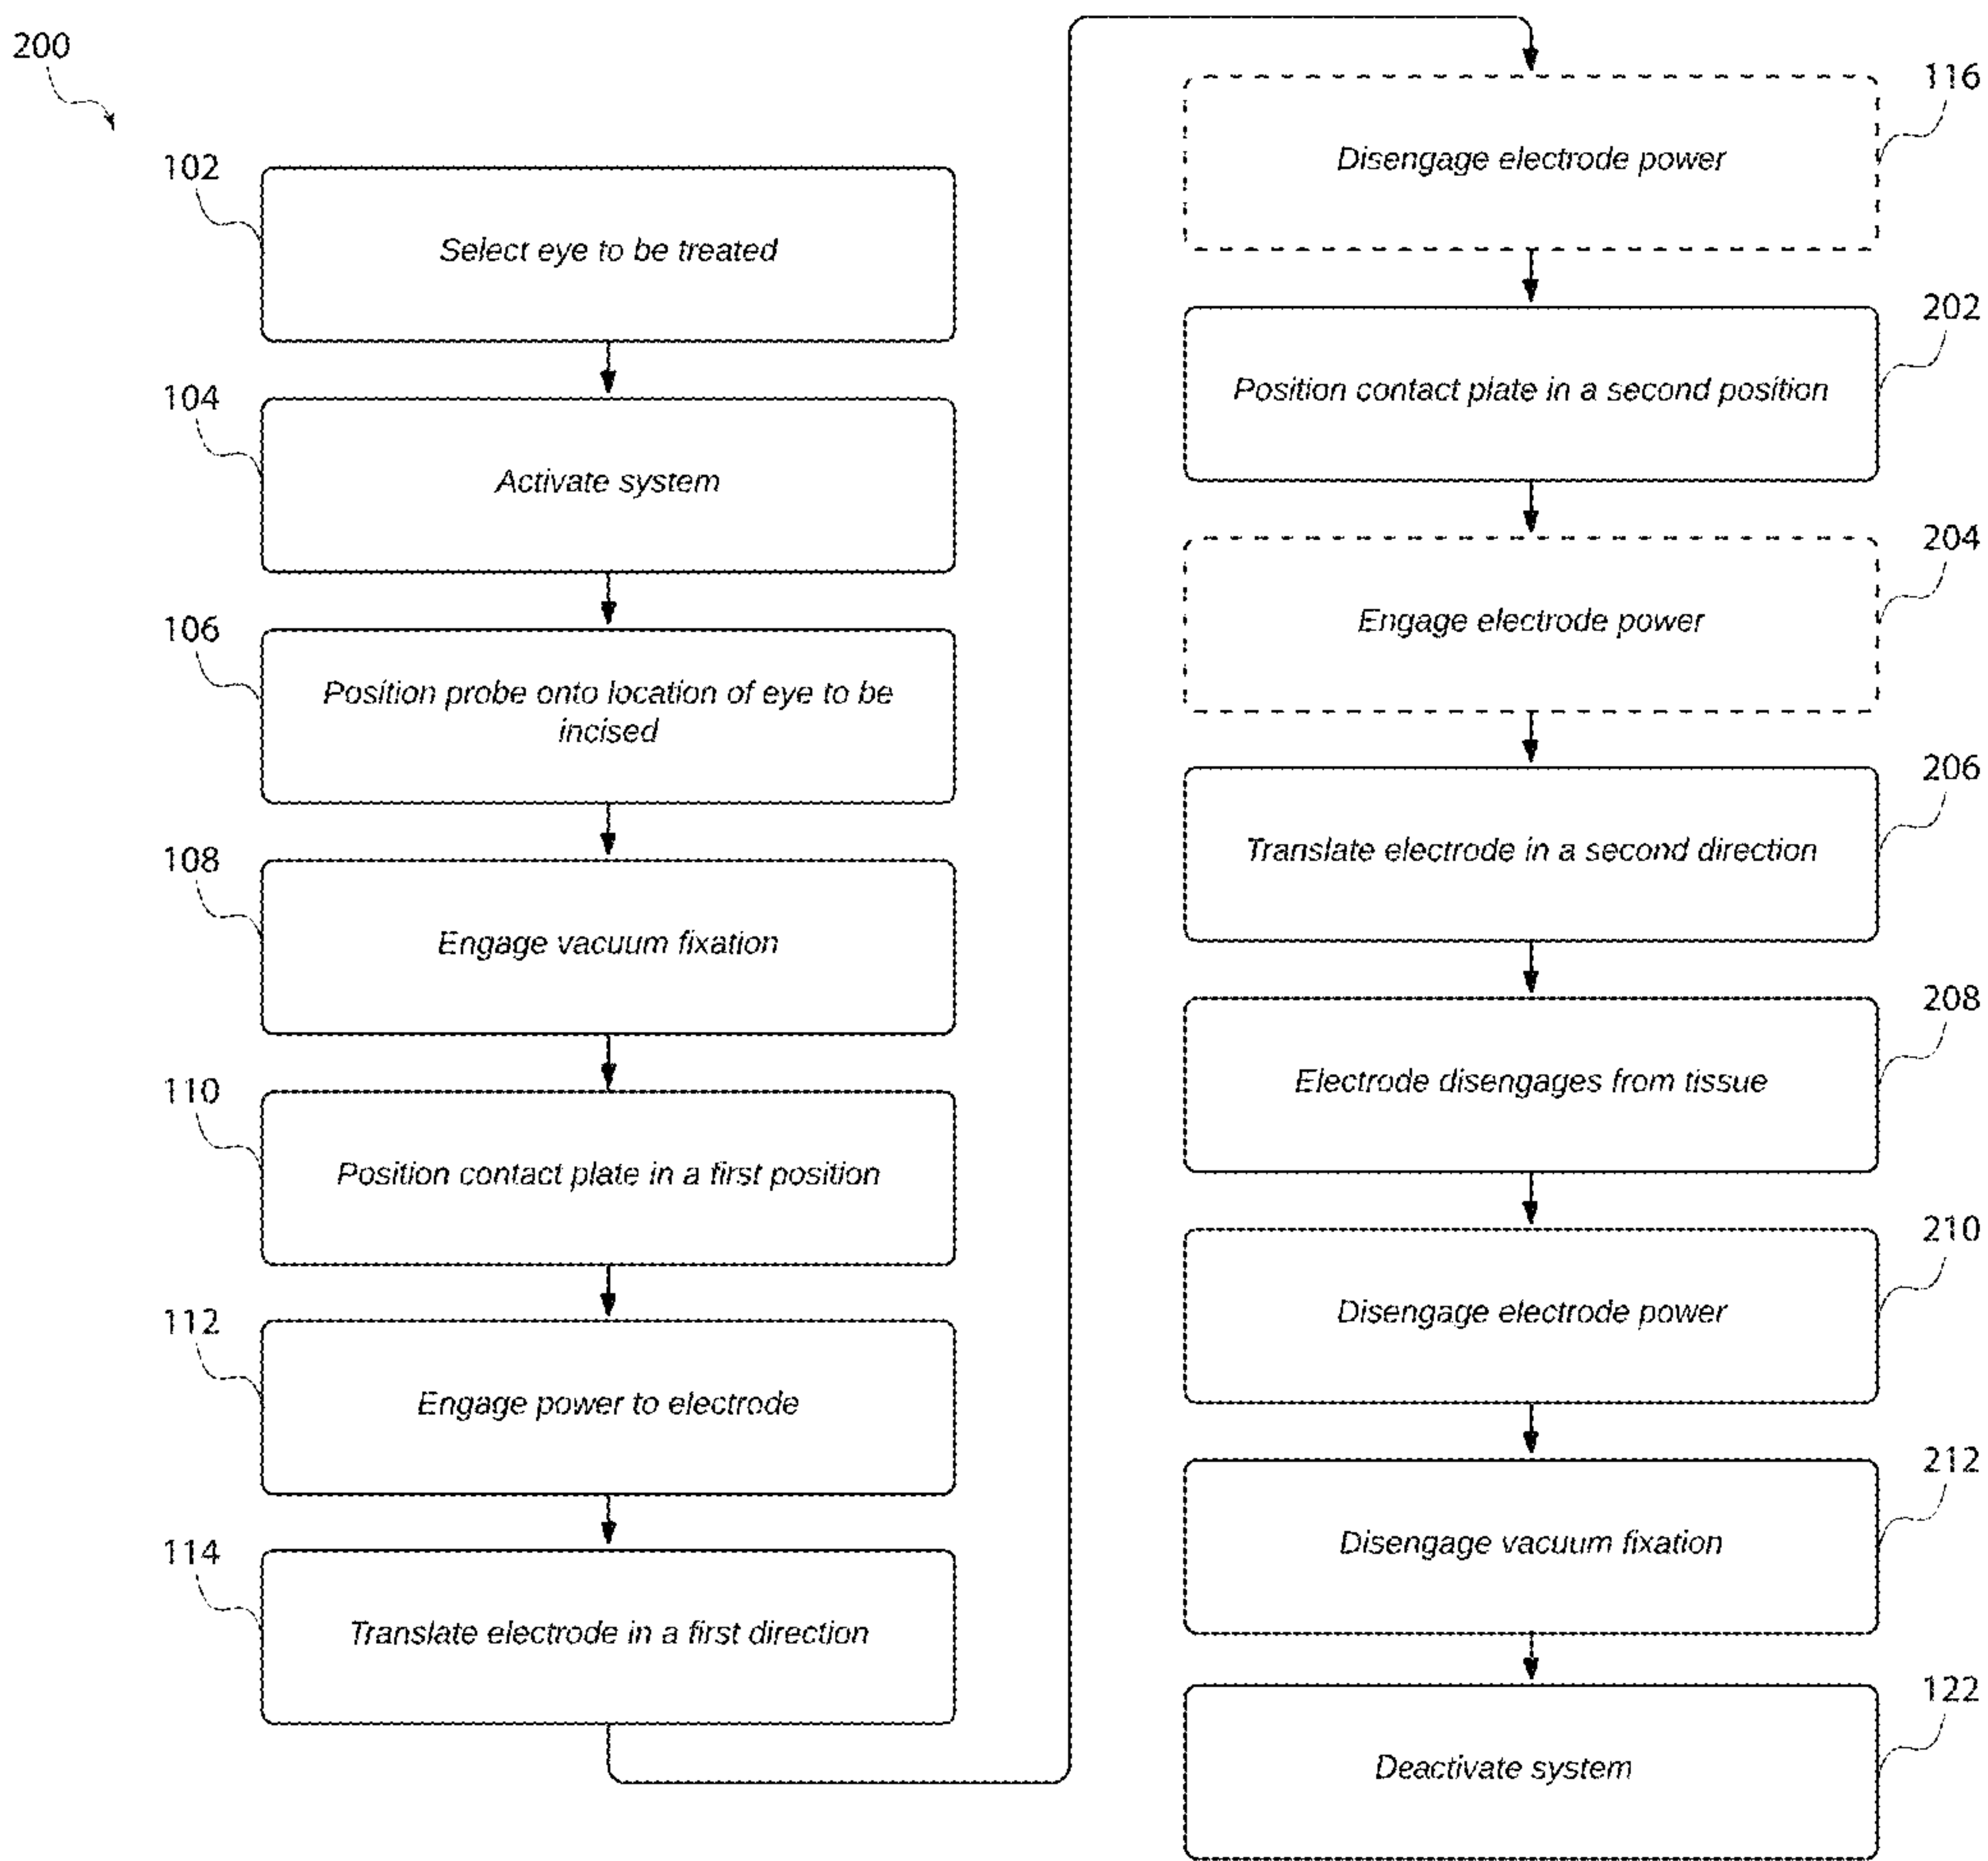 200
102
Select eye to be treated
104
Activate system
106
Position probe onto location of eye to be
incised
108
Engage vacuum fixation
110
Position contact plate in a first position
112
Engage power to electrode
114
Translate electrode in a first direction
116
Disengage electrode power
202
Position contact plate in a second position
204
Engage electrode power
206
Translate electrode in a second direction
208
Electrode disengages from tissue
210
Disengage electrode power
212
Disengage vacuum fixation
122
Deactivate system